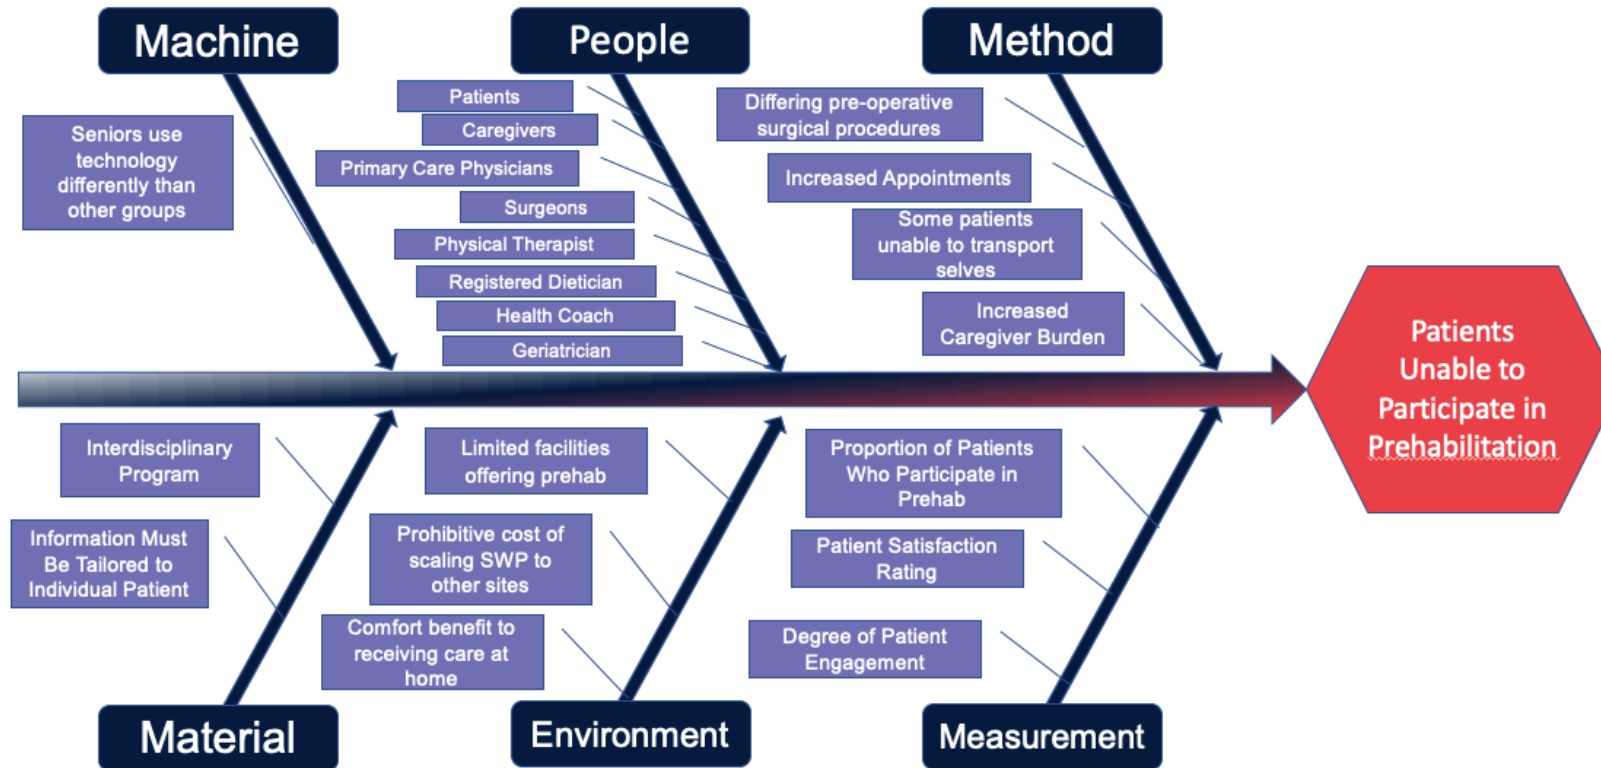 Machine
Seniors use
technology
differently than
other groups
People
Patients
Caregivers
Primary Care Physicians
Surgeons
Physical Therapist
Registered Dietician
Health Coach
Geriatrician
Method
Differing pre-operative
surgical procedures
Increased Appointments
Some patients
unable to transport
selves
Increased
Caregiver Burden
Patients
Unable to
Participate in
Prehabilitation
Interdisciplinary
Program
Information Must
Be Tailored to
Individual Patient
Material
Limited facilities
offering prehab
Prohibitive cost of
scaling SWP to
other sites
Comfort benefit to
receiving care at
home
Environment
Proportion of Patients
Who Participate in
Prehab
Patient Satisfaction
Rating
Degree of Patient
Engagement
Measurement